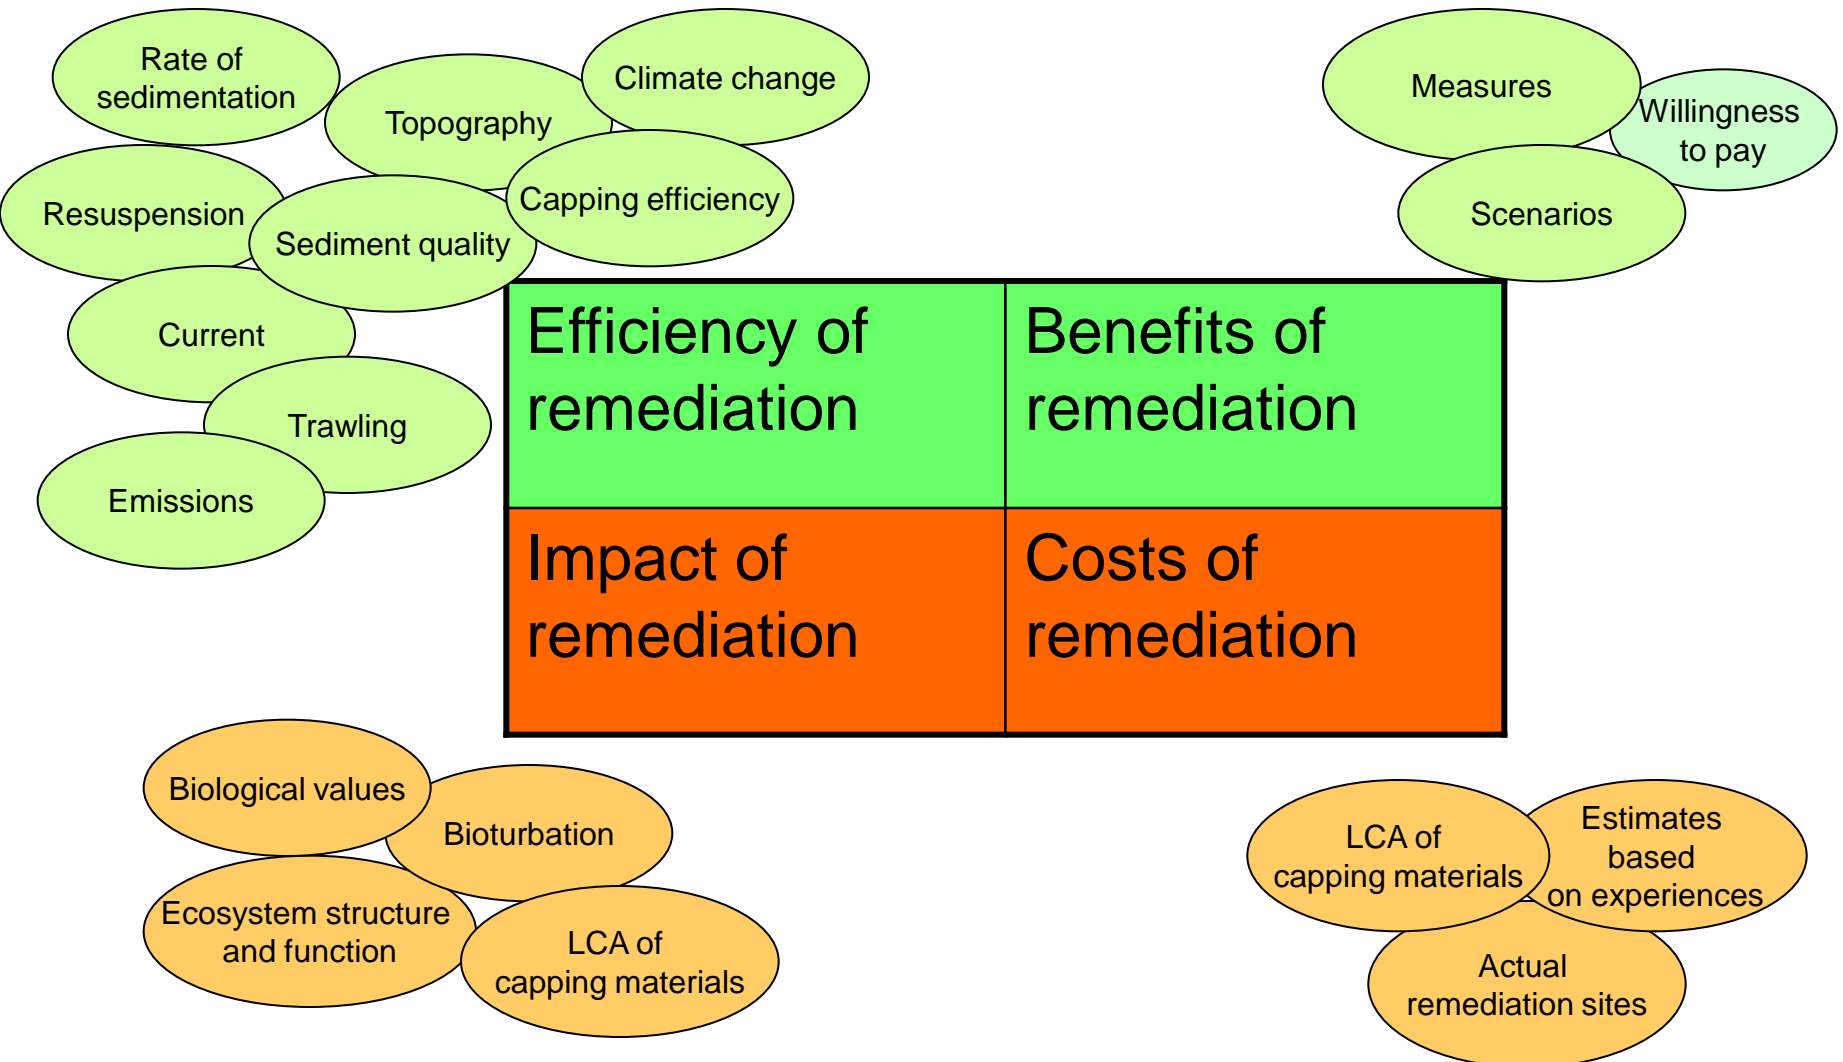 Rate of
sedimentation
Topography
Climate change
Resuspension
Sediment quality
Capping efficiency
Current
Trawling
Emissions
Measures
Willingness
to pay
Scenarios
Efficiency of
remediation
Benefits of
remediation
Impact of
remediation
Costs of
remediation
Biological values
Bioturbation
Ecosystem structure
and function
LCA of
capping materials
LCA of
capping materials
Estimates
based
on experiences
Actual
remediation sites